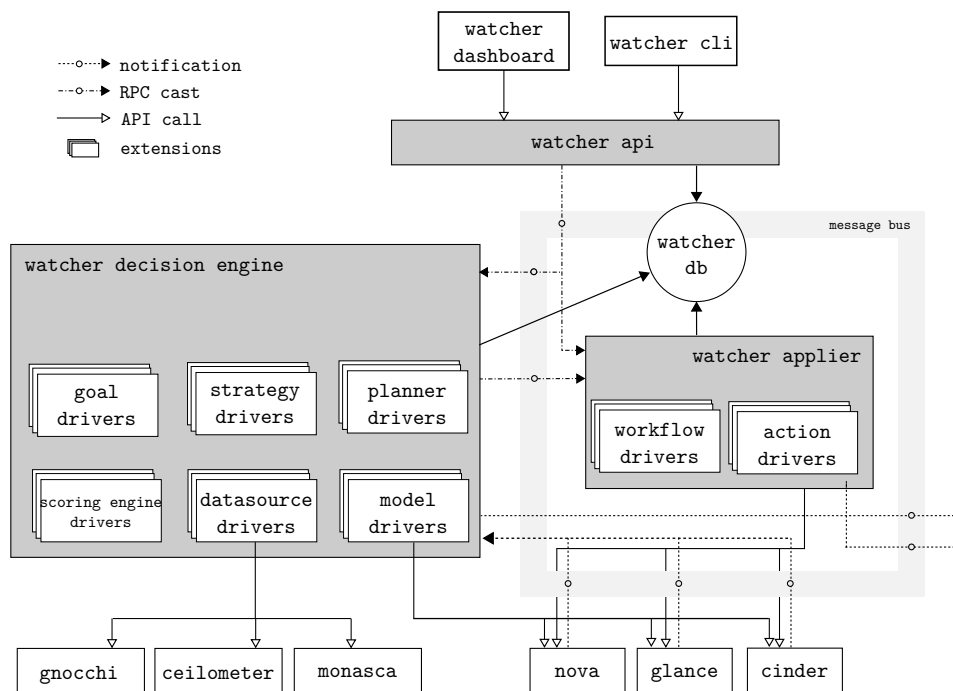 watcher
dashboard
watcher cli
notification
RPC cast
API call
extensions
watcher api
message bus
watcher
db
watcher decision engine
watcher applier
goal
drivers
strategy
drivers
planner
drivers
workflow
drivers
action
drivers
scoring engine
drivers
datasource
drivers
model
drivers
gnocchi
ceilometer
monasca
nova
glance
cinder